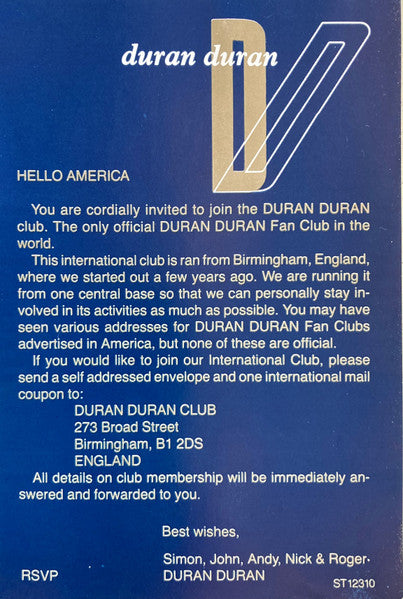 duran duran
HELLO AMERICA
You are cordially invited to join the DURAN DURAN
club. The only official DURAN DURAN Fan Club in the
world.
This international club is ran from Birmingham, England,
where we started out a few years ago. We are running it
from one central base so that we can personally stay in-
volved in its activities as much as possible. You may have
seen various addresses for DURAN DURAN Fan Clubs
advertised in America, but none of these are official.
If you would like to join our International Club, please
send a self addressed envelope and one international mail
coupon to:
DURAN DURAN CLUB
273 Broad Street
Birmingham, B1 2DS
ENGLAND
All details on club membership will be immediately an-
swered and forwarded to you.
Best wishes,
Simon, John, Andy, Nick & Roger·
RSVP DURAN DURAN ST12310